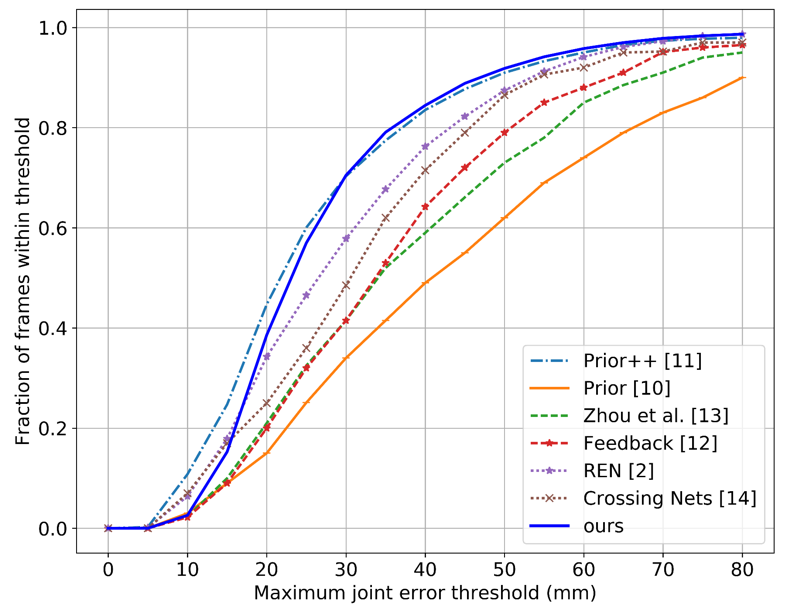 1.0
0.8
0.6
0.4
0.2
0.0
Fraction of frames within threshold
Prior++ [11]
Prior [10]
Zhou et al. [13]
Feedback [12]
REN [2]
Crossing Nets [14]
ours
0 10 20 30 40 50 60 70 80
Maximum joint error threshold (mm)